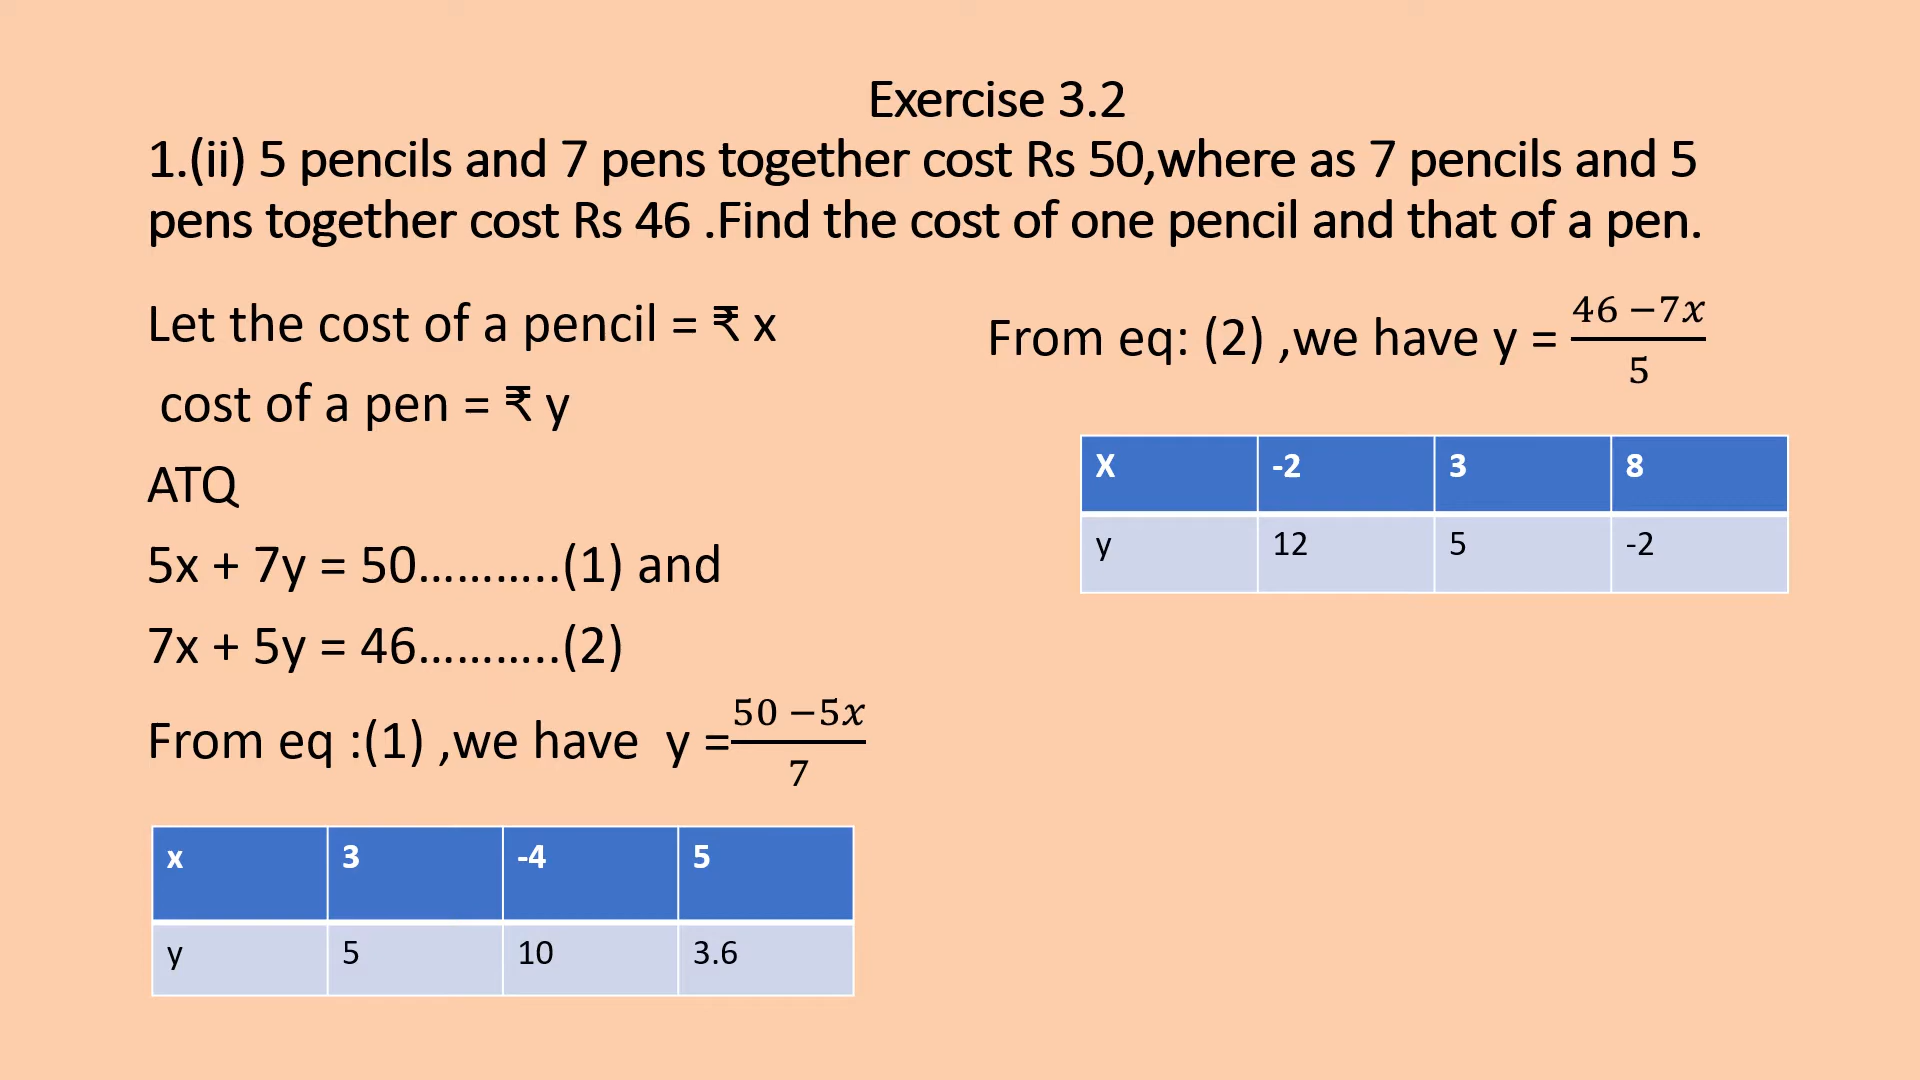 Exercise 3.2
1.(ii) 5 pencils and 7 pens together cost Rs 50,where as 7 pencils and 5
pens together cost Rs 46 .Find the cost of one pencil and that of a pen.
Let the cost of a pencil = ₹ x
cost of a pen = ₹ y
ATQ
5x + 7y = 50………..(1) and
7x + 5y = 46………..(2)
From eq :(1) ,we have y = \frac{50 −5x}{7}
x 3 -4 5
y 5 10 3.6
From eq: (2) ,we have y = \frac{46 −7x}{5}
X -2 3 8
y 12 5 -2